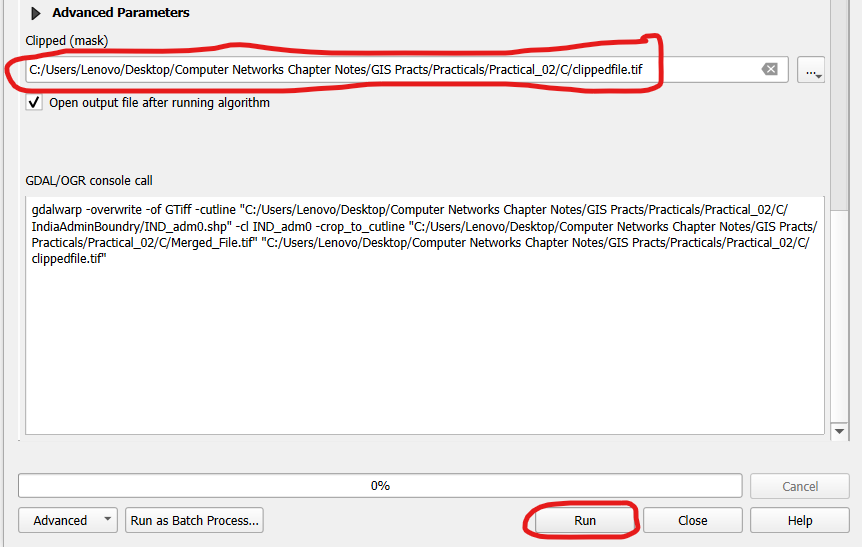 Advanced Parameters
Clipped (mask)
C:/Users/Lenovo/Desktop/Computer Networks Chapter Notes/GIS Practs/Practicals/Practical_02/C/clippedfile.tif
...
Open output file after running algorithm
GDAL/OGR console call
gdalwarp -overwrite -of GTiff -cutline "C:/Users/Lenovo/Desktop/Computer Networks Chapter Notes/GIS Practs/Practicals/Practical_02/C/
IndiaAdminBoundry/IND_adm0.shp" -cl IND_adm0 -crop_to_cutline "C:/Users/Lenovo/Desktop/Computer Networks Chapter Notes/GIS Practs/
Practicals/Practical_02/C/Merged_File.tif" "C:/Users/Lenovo/Desktop/Computer Networks Chapter Notes/GIS Practs/Practicals/Practical_02/C/
clippedfile.tif"
0%
Cancel
Advanced Run as Batch Process... Run Close Help